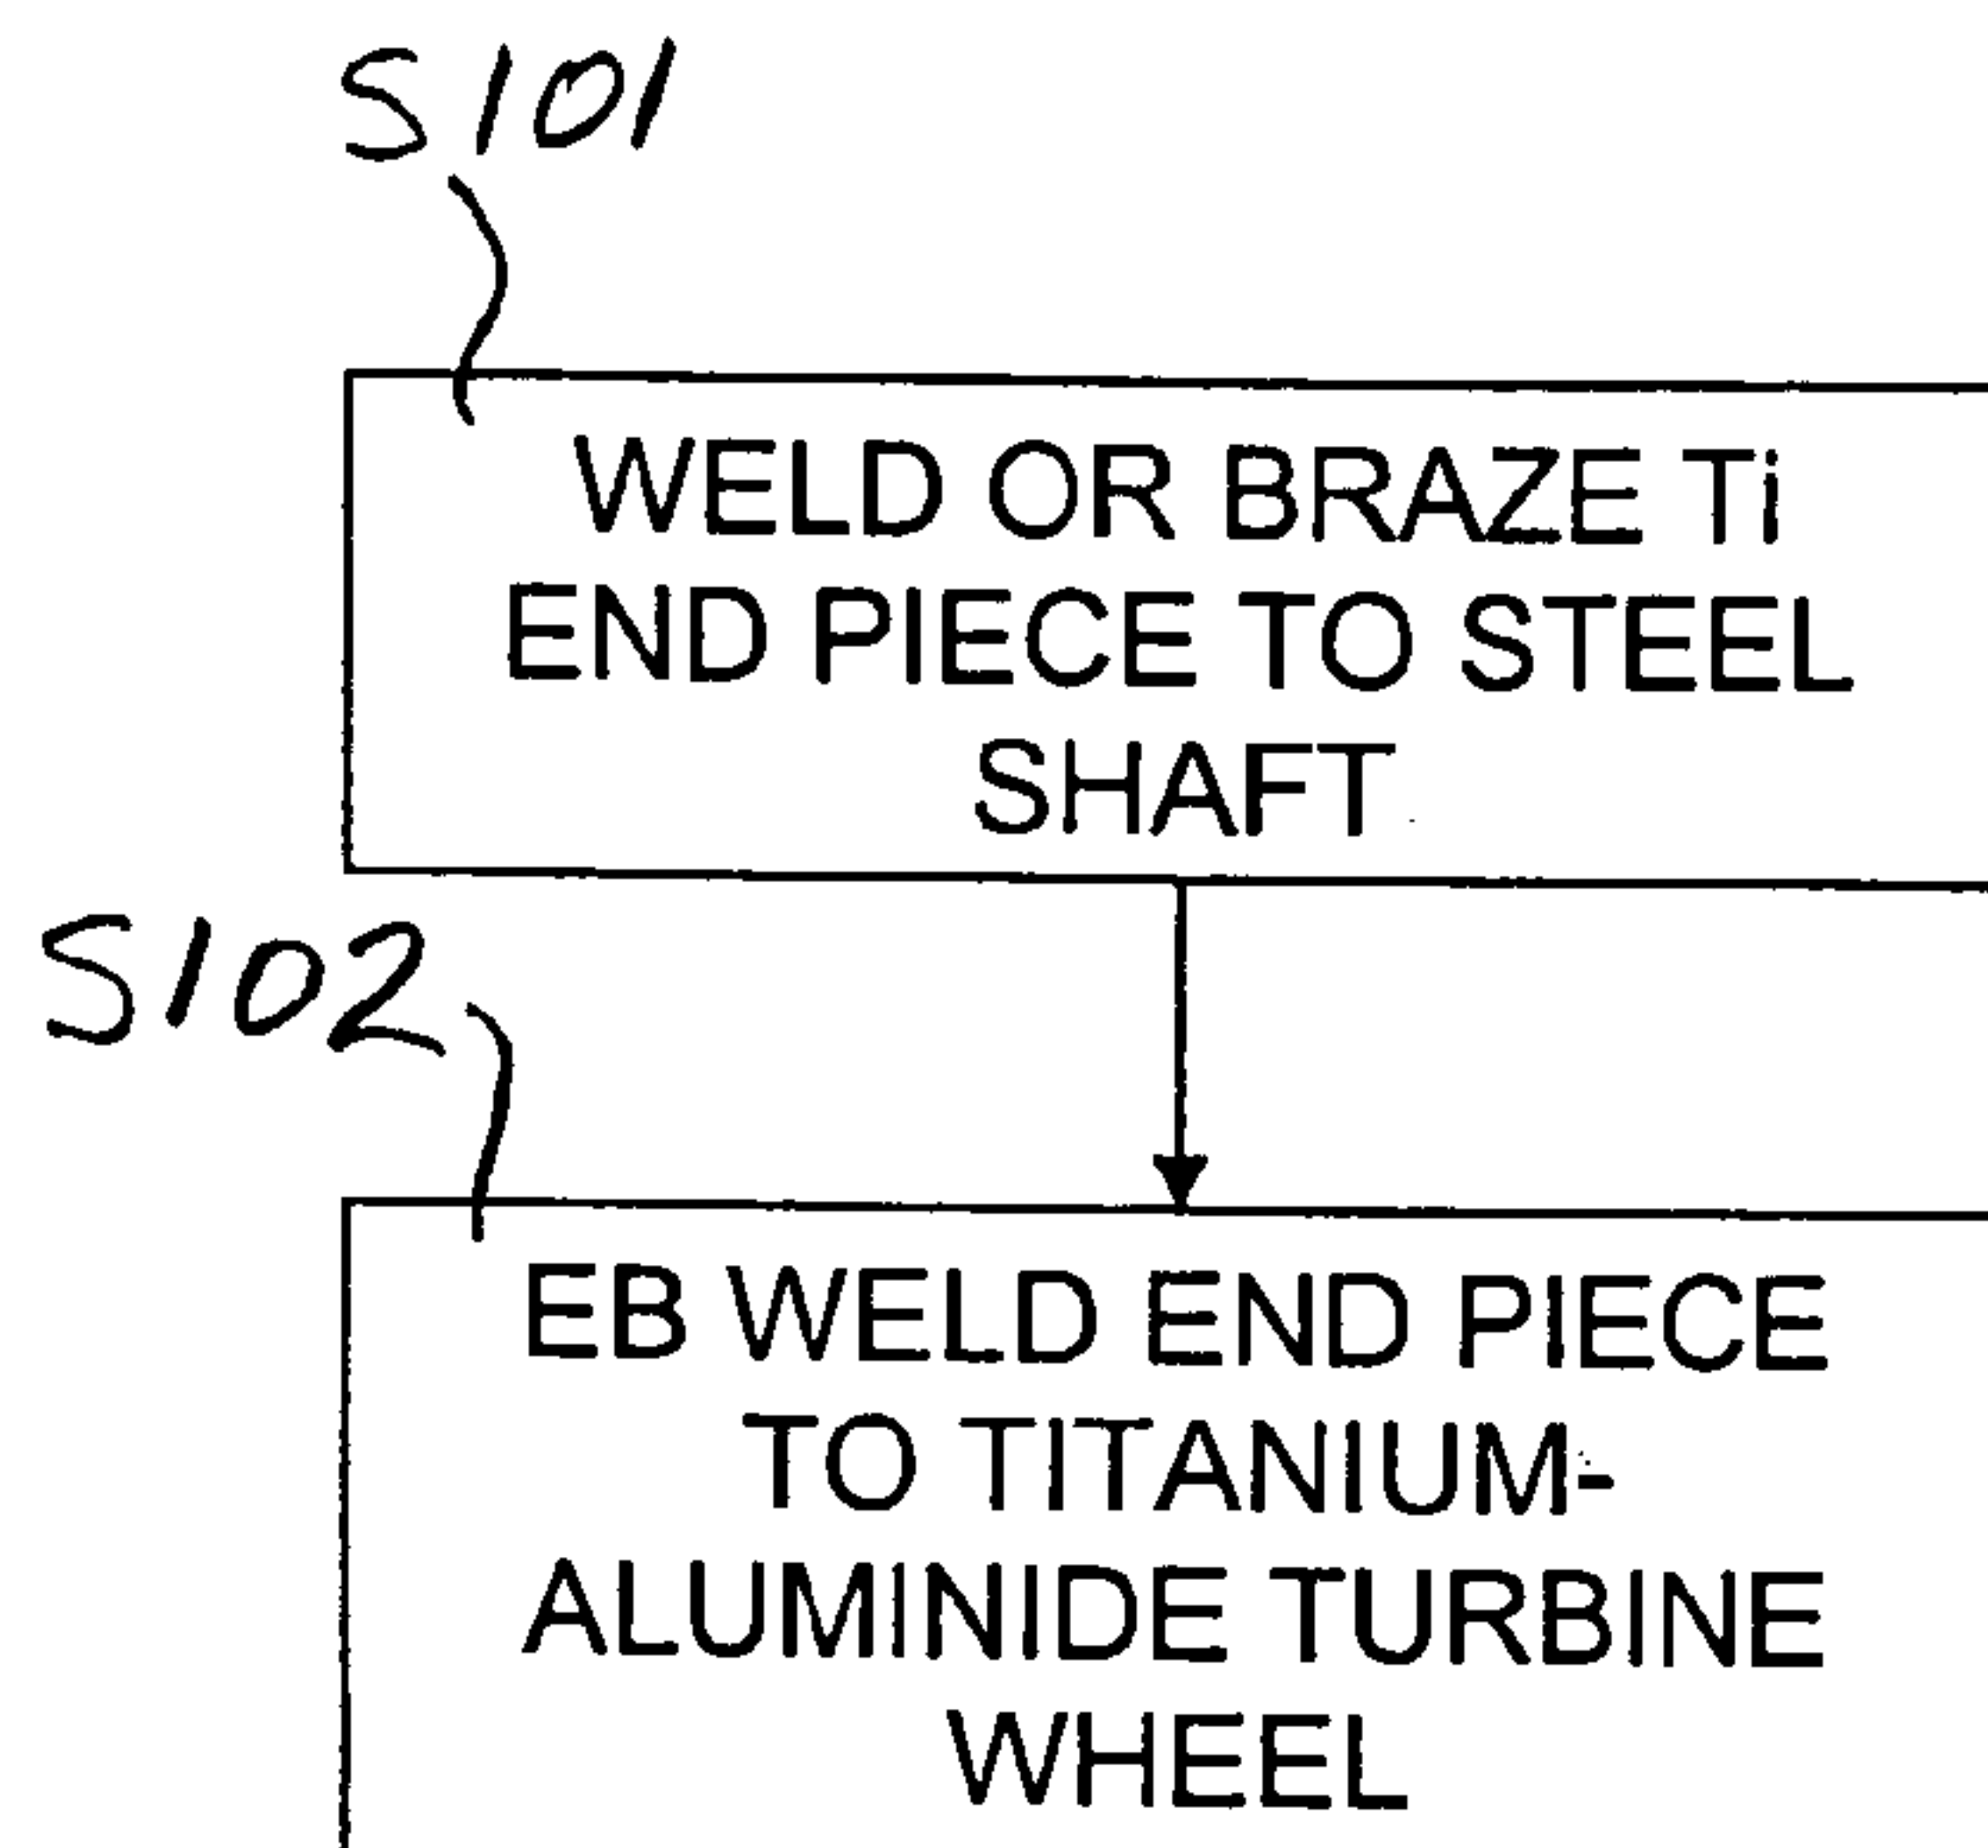 S101
WELD OR BRAZE Ti
END PIECE TO STEEL
SHAFT
S102
EB WELD END PIECE
TO TITANIUM-
ALUMINIDE TURBINE
WHEEL